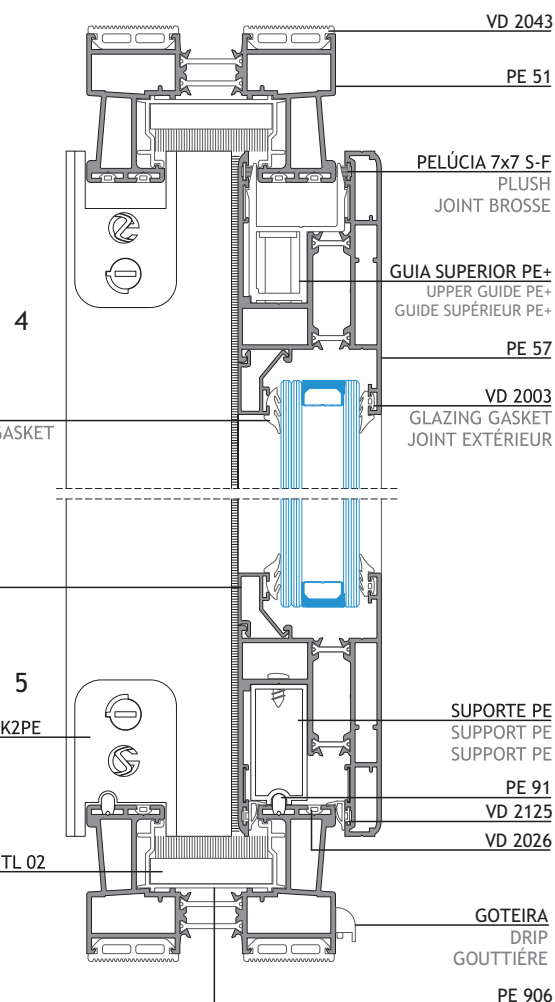 VD 2043
PE 51
PELÚCIA 7x7 S-F
PLUSH
JOINT BROSSE
GUIA SUPERIOR PE+
UPPER GUIDE PE+
GUIDE SUPÉRIEUR PE+
4
PE 57
VD 2003
GLAZING GASKET
JOINT EXTÉRIEUR
GASKET
5
K2PE
SUPORTE PE
SUPPORT PE
SUPPORT PE
PE 91
VD 2125
VD 2026
TL 02
GOTEIRA
DRIP
GOUTTIÉRE
PE 906